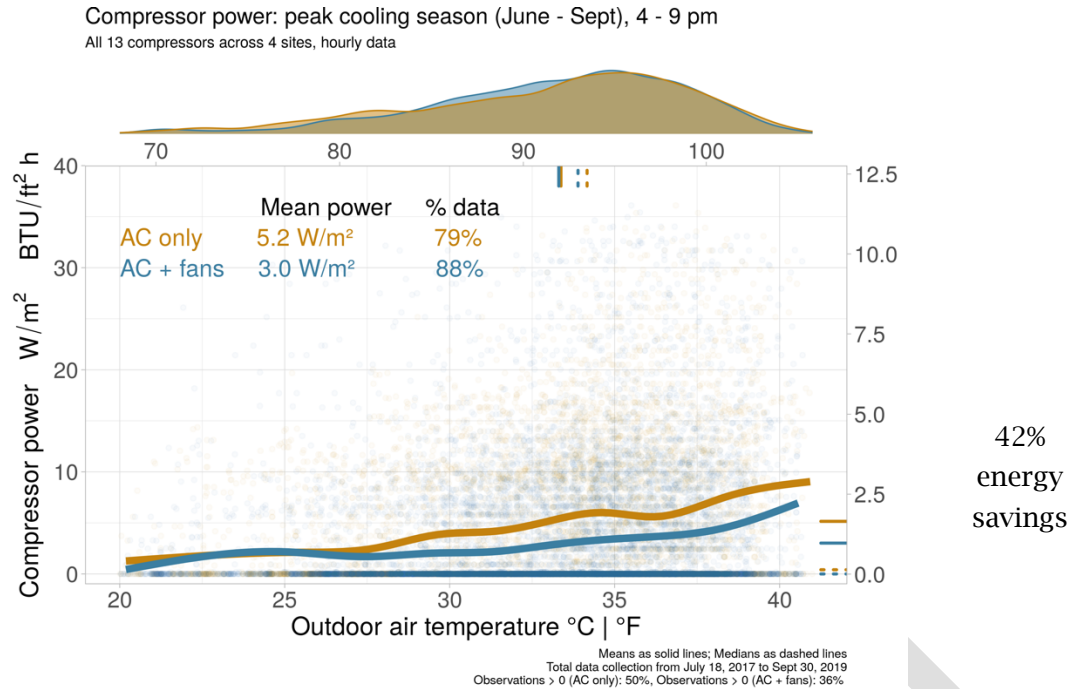 Compressor power: peak cooling season (June - Sept), 4 - 9 pm
All 13 compressors across 4 sites, hourly data
70 80 90 100
Compressor power W/m² BTU/ft² h
40
30
20
10
0
12.5
10.0
7.5
5.0
2.5
0.0
Mean power % data
AC only 5.2 W/m² 79%
AC + fans 3.0 W/m² 88%
20 25 30 35 40
Outdoor air temperature °C | °F
Means as solid lines; Medians as dashed lines
Total data collection from July 18, 2017 to Sept 30, 2019
Observations > 0 (AC only): 50%, Observations > 0 (AC + fans): 36%
42%
energy
savings